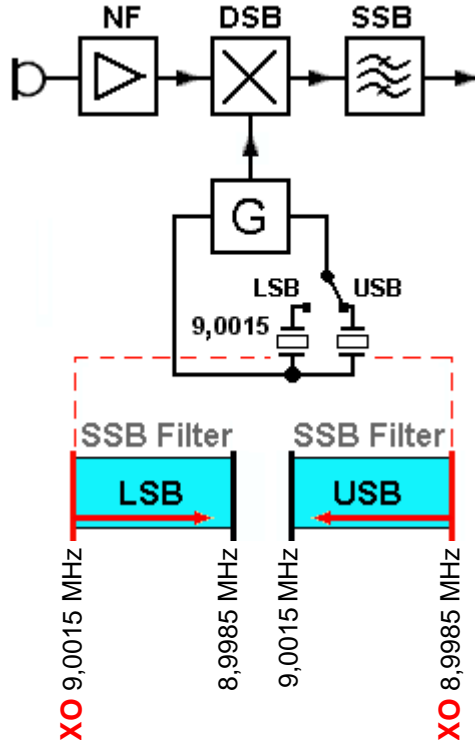 NF DSB SSB
G
LSB USB
9,0015
SSB Filter SSB Filter
LSB USB
XO 9,0015 MHz
8,9985 MHz
9,0015 MHz
XO 8,9985 MHz